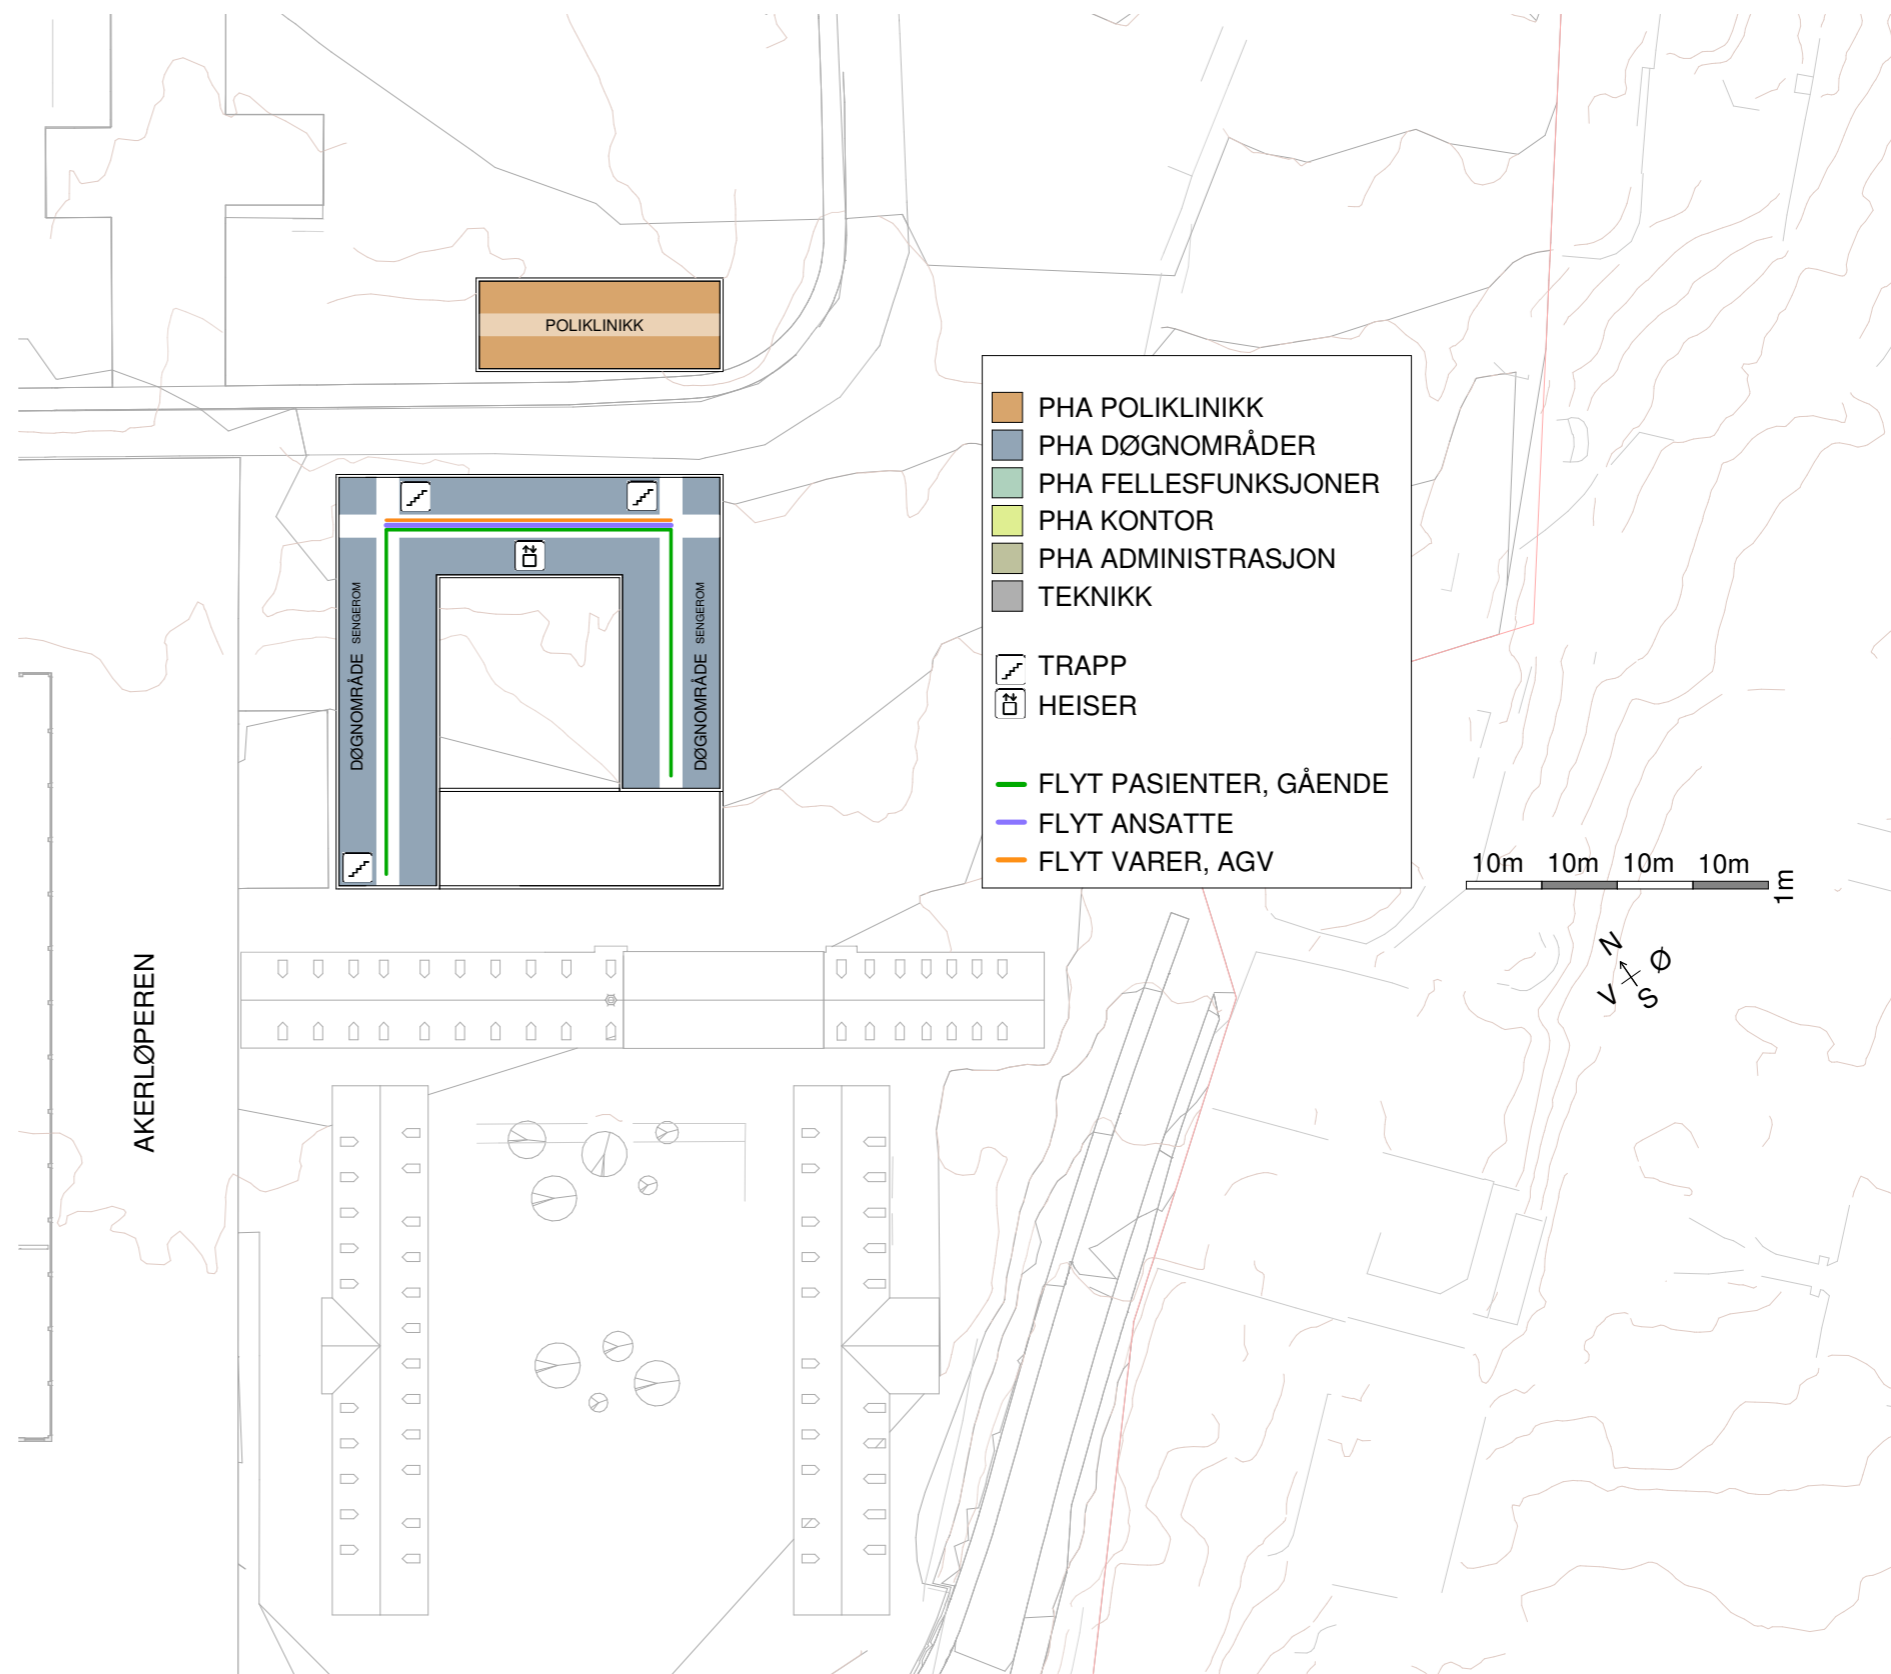 POLIKLINIKK
DØGNOMRÅDE SENGEROM
DØGNOMRÅDE SENGEROM
AKERLØPEREN
PHA POLIKLINIKK
PHA DØGNOMRÅDER
PHA FELLESFUNKSJONER
PHA KONTOR
PHA ADMINISTRASJON
TEKNIKK
TRAPP
HEISER
FLYT PASIENTER, GÅENDE
FLYT ANSATTE
FLYT VARER, AGV
10m 10m 10m 10m
1m
N
Ø
V
S